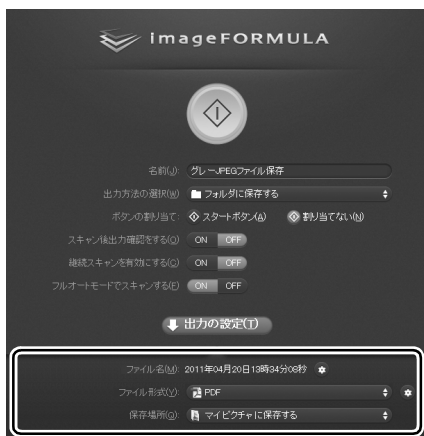 imageFORMULA
名前(J): グレーJPEGファイル保存
出力方法の選択(W) フォルダに保存する
ボタンの割り当て: スタートボタン(A) 割り当てない(N)
スキャン後出力確認をする(O) ON OFF
継続スキャンを有効にする(C) ON OFF
フルオートモードでスキャンする(F) ON OFF
出力の設定(T)
ファイル名(M): 2011年04月20日13時34分08秒
ファイル形式(Y): PDF
保存場所(Q): マイピクチャに保存する